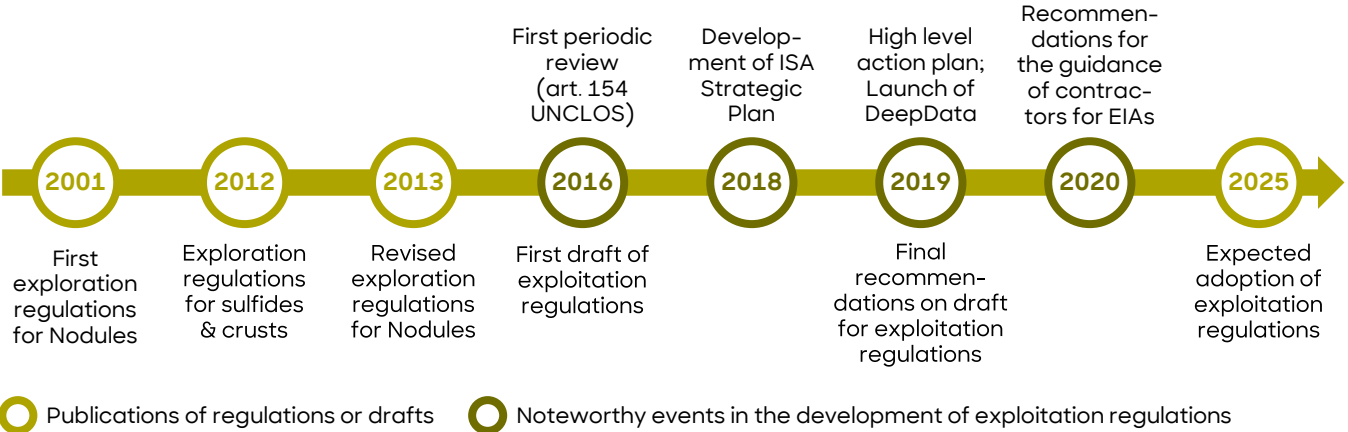 First periodic
review
(art. 154
UNCLOS)
Develop-
ment of ISA
Strategic
Plan
High level
action plan;
Launch of
DeepData
Recommen-
dations for
the guidance
of contrac-
tors for EIAs
2001
2012
2013
2016
2018
2019
2020
2025
First
exploration
regulations
for Nodules
Exploration
regulations
for sulfides
& crusts
Revised
exploration
regulations
for Nodules
First draft of
exploitation
regulations
Final
recommen-
dations on draft
for exploitation
regulations
Expected
adoption of
exploitation
regulations
Publications of regulations or drafts
Noteworthy events in the development of exploitation regulations